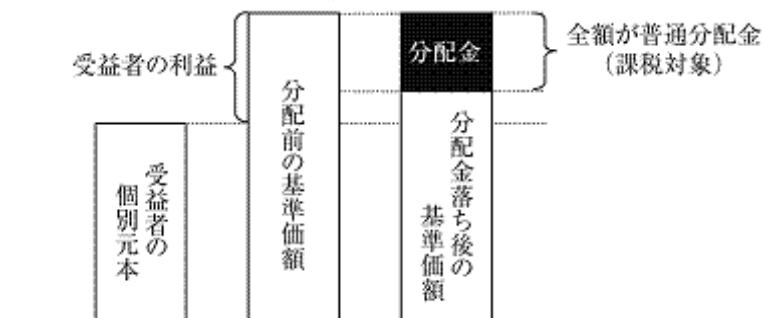 受益者の利益
分配金
全額が普通分配金
（課税対象）
受益者の
個別元本
分配前の基準価額
分配金落ち後の
基準価額